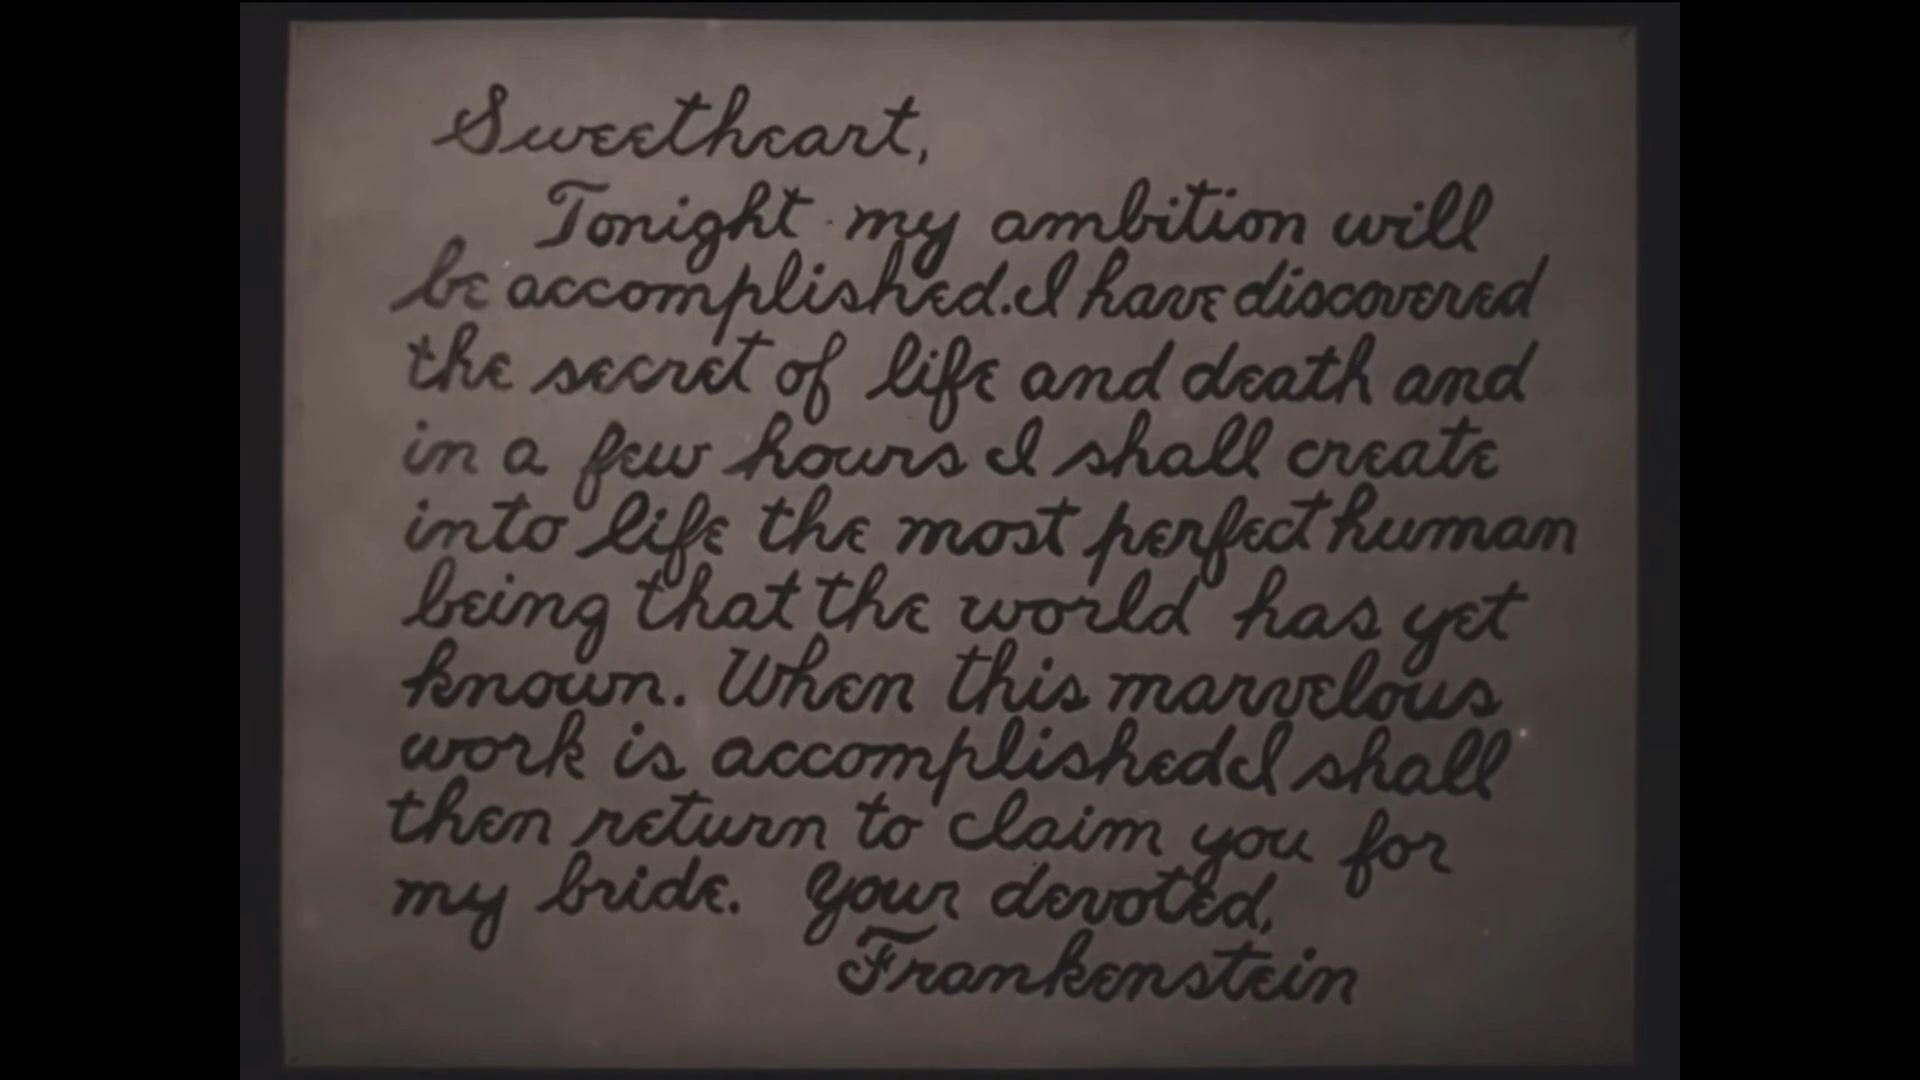 Sweetheart,
Tonight my ambition will
be accomplished. I have discovered
the secret of life and death and
in a few hours I shall create
into life the most perfect human
being that the world has yet
known. When this marvelous
work is accomplished I shall
then return to claim you for
my bride. Your devoted,
Frankenstein